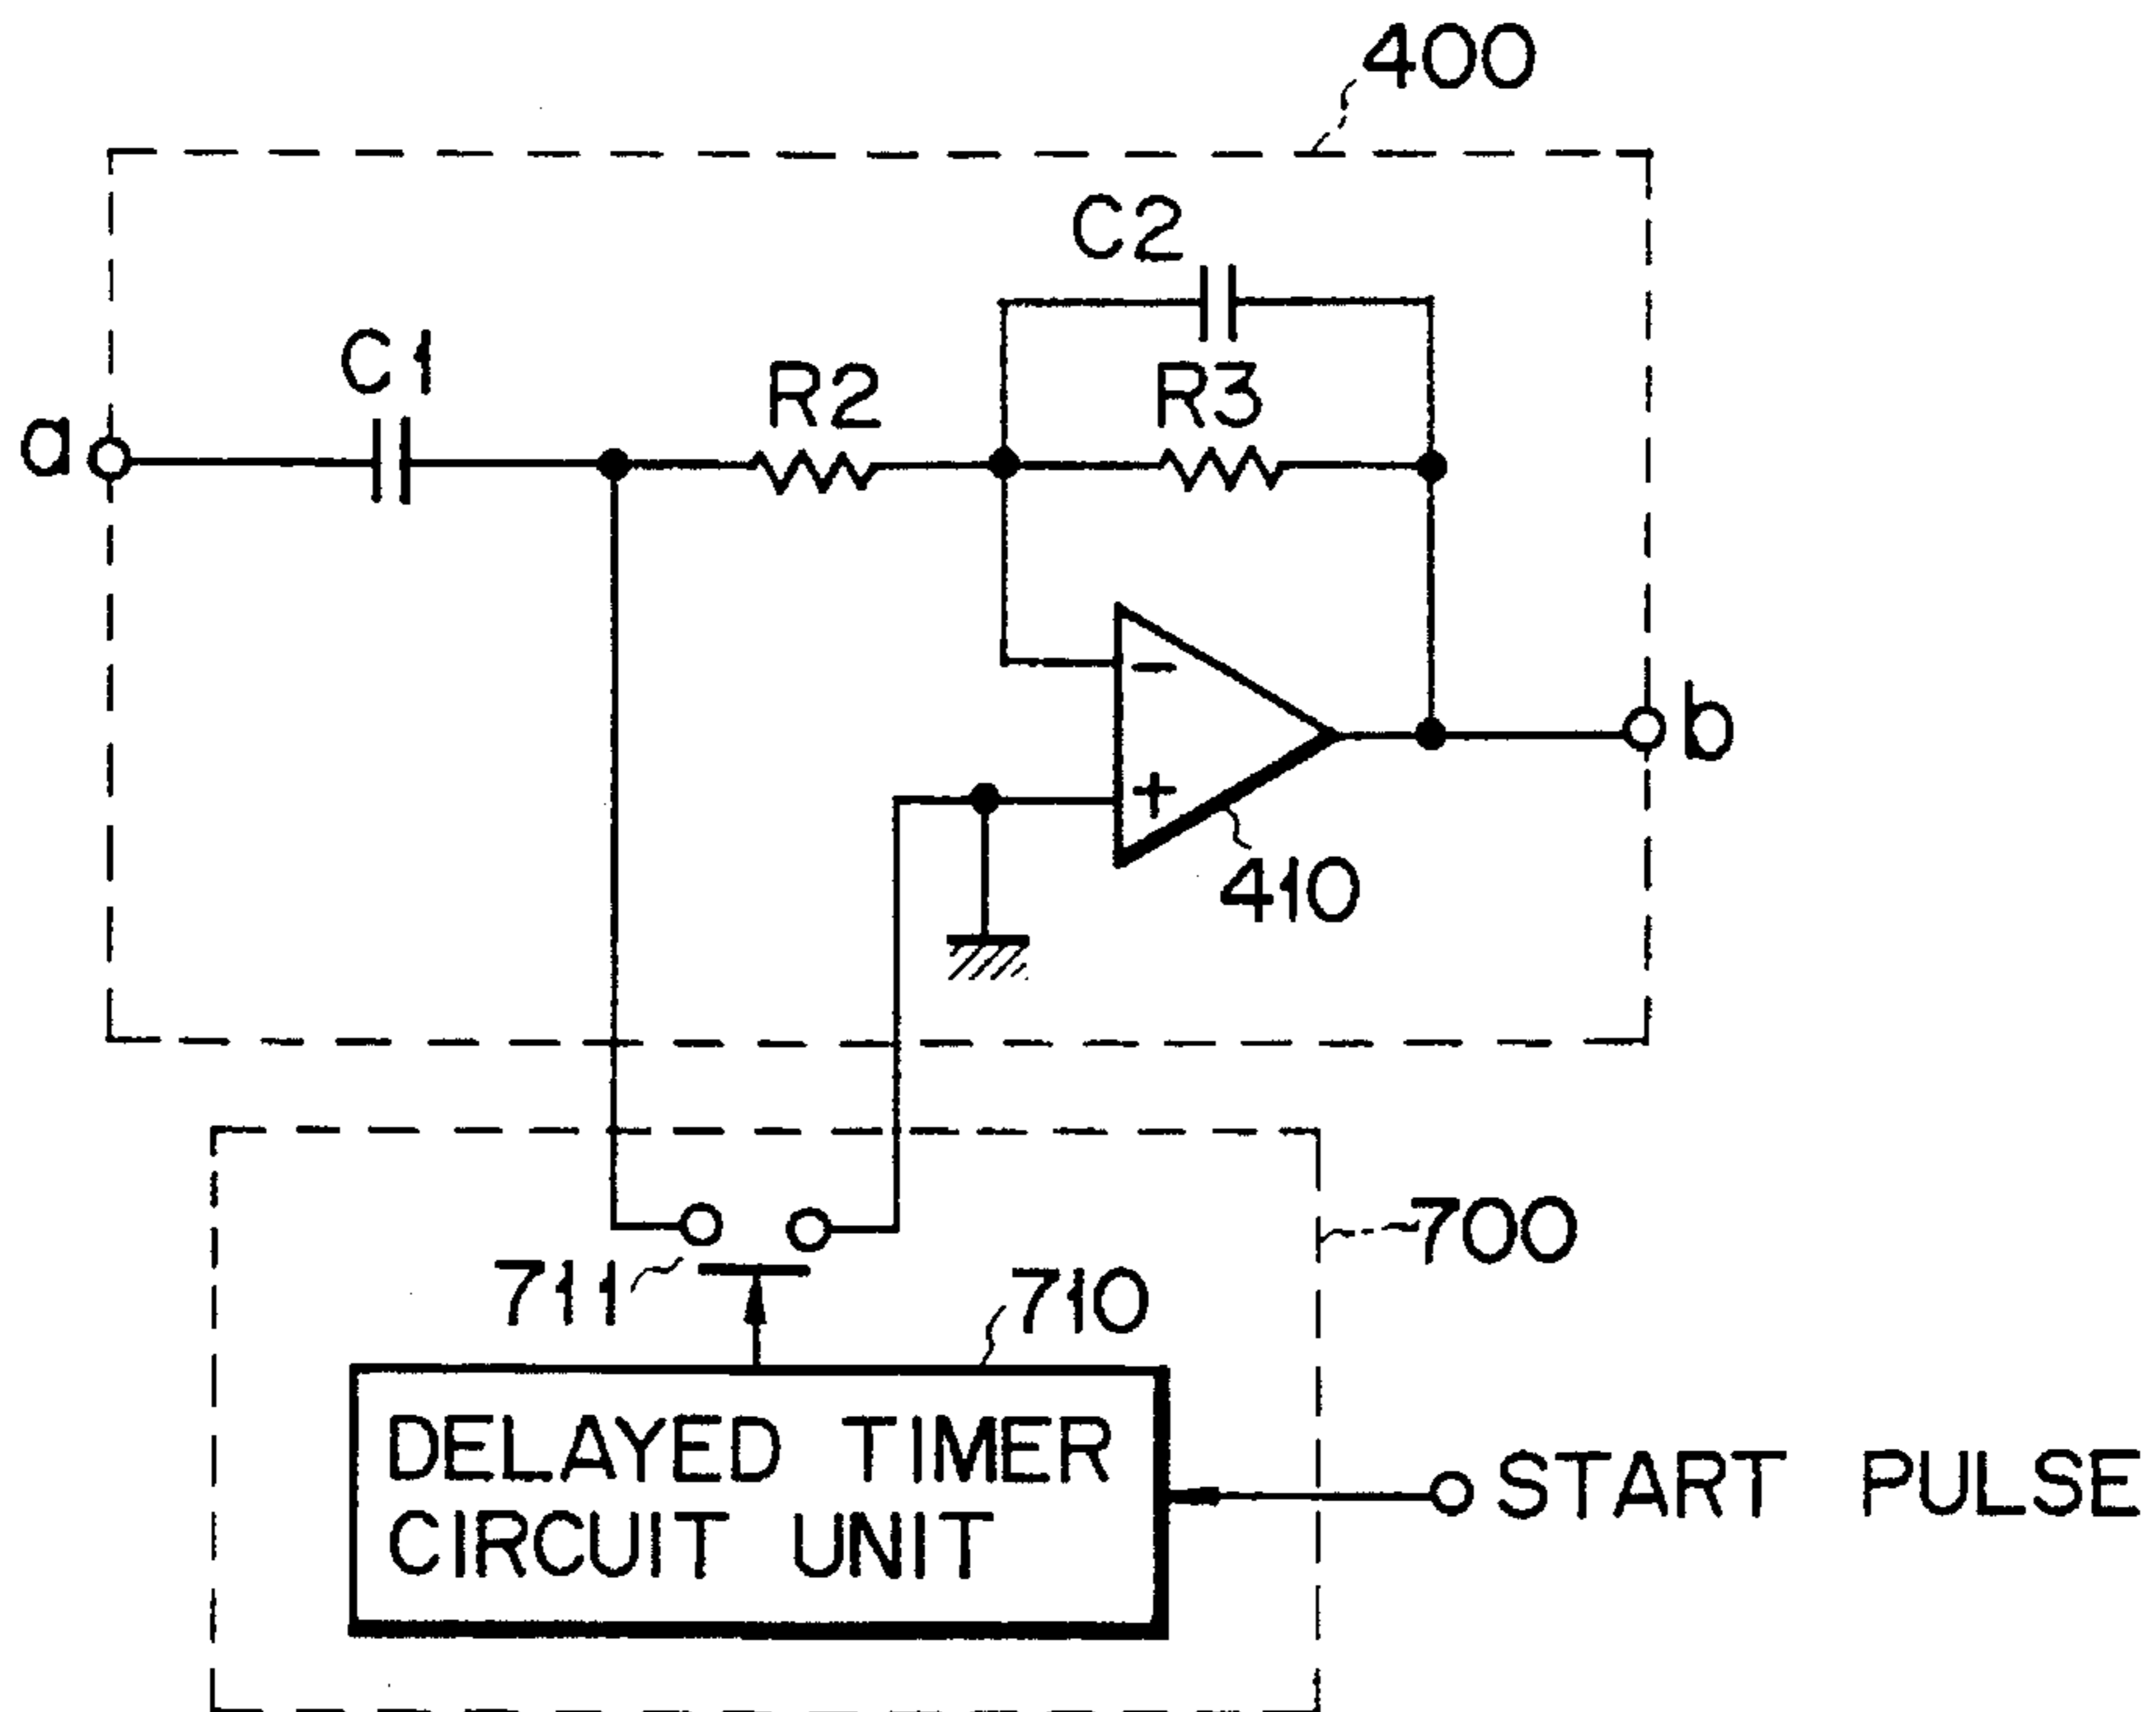 400
C2
C1
R2
R3
a
−
b
+
410
700
711
710
DELAYED TIMER
CIRCUIT UNIT
START PULSE